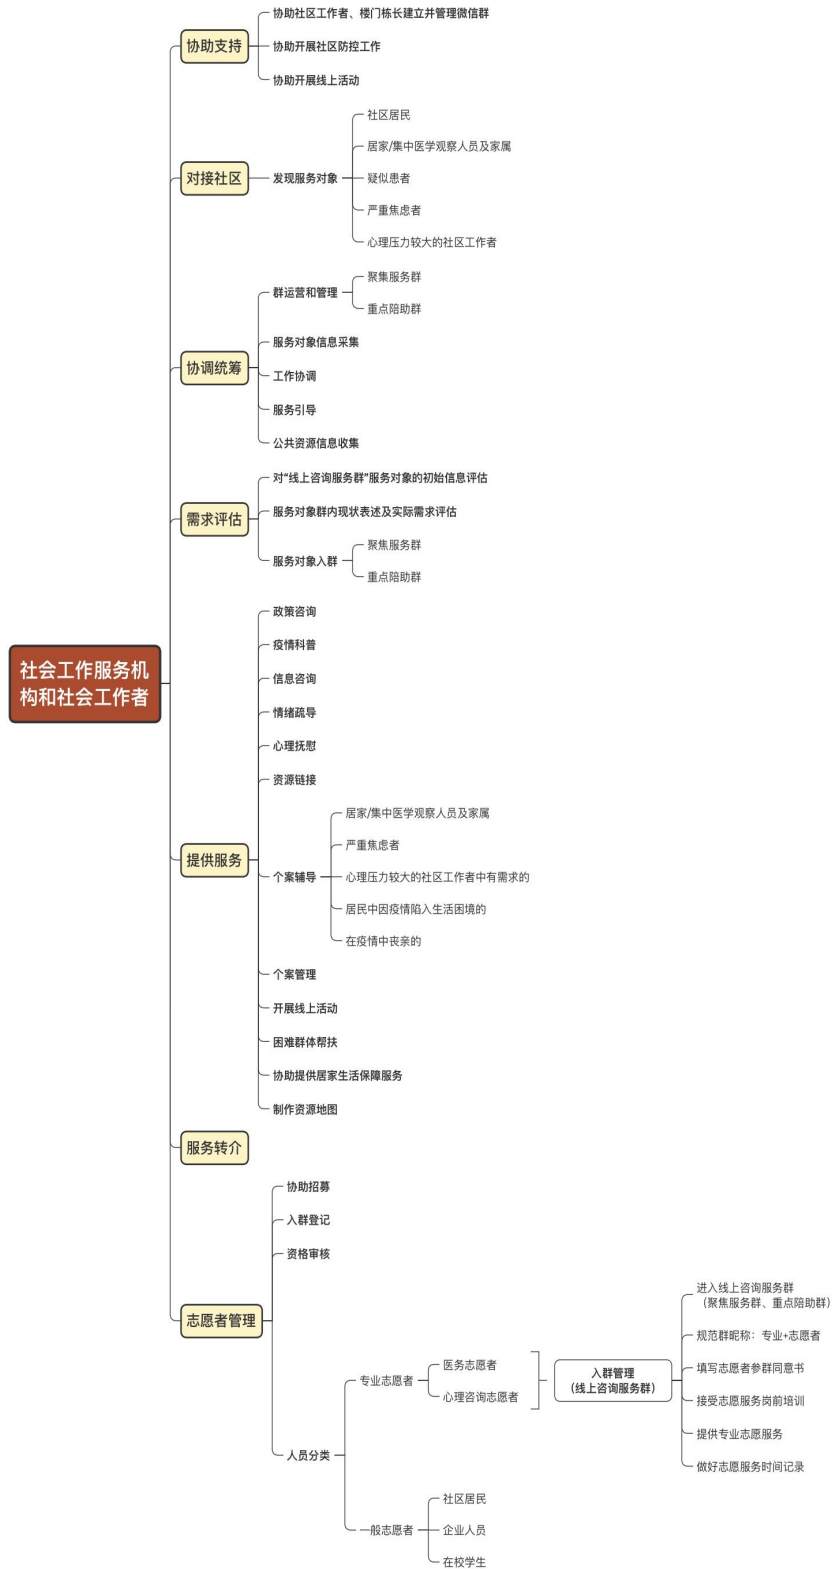 社会工作服务机
构和社会工作者
协助支持
协助社区工作者、楼门栋长建立并管理微信群
协助开展社区防控工作
协助开展线上活动
对接社区
发现服务对象
社区居民
居家/集中医学观察人员及家属
疑似患者
严重焦虑者
心理压力较大的社区工作者
协调统筹
群运营和管理
聚集服务群
重点陪助群
服务对象信息采集
工作协调
服务引导
公共资源信息收集
需求评估
对“线上咨询服务群”服务对象的初始信息评估
服务对象群内现状表述及实际需求评估
服务对象入群
聚焦服务群
重点陪助群
提供服务
政策咨询
疫情科普
信息咨询
情绪疏导
心理抚慰
资源链接
个案辅导
居家/集中医学观察人员及家属
严重焦虑者
心理压力较大的社区工作者中有需求的
居民中因疫情陷入生活困境的
在疫情中丧亲的
个案管理
开展线上活动
困难群体帮扶
协助提供居家生活保障服务
制作资源地图
服务转介
志愿者管理
协助招募
入群登记
资格审核
人员分类
专业志愿者
医务志愿者
心理咨询志愿者
入群管理
（线上咨询服务群）
进入线上咨询服务群
（聚焦服务群、重点陪助群）
规范群昵称：专业+志愿者
填写志愿者参群同意书
接受志愿服务岗前培训
提供专业志愿服务
做好志愿服务时间记录
一般志愿者
社区居民
企业人员
在校学生